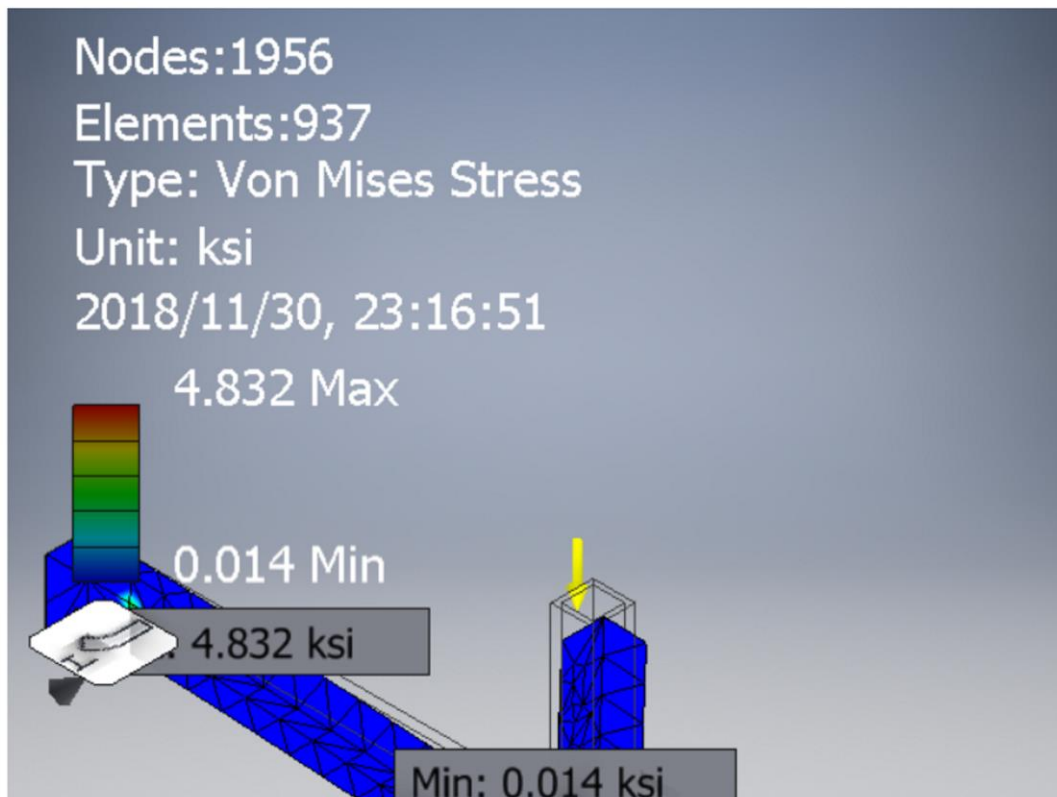 Nodes:1956
Elements:937
Type: Von Mises Stress
Unit: ksi
2018/11/30, 23:16:51
4.832 Max
0.014 Min
: 4.832 ksi
Min: 0.014 ksi